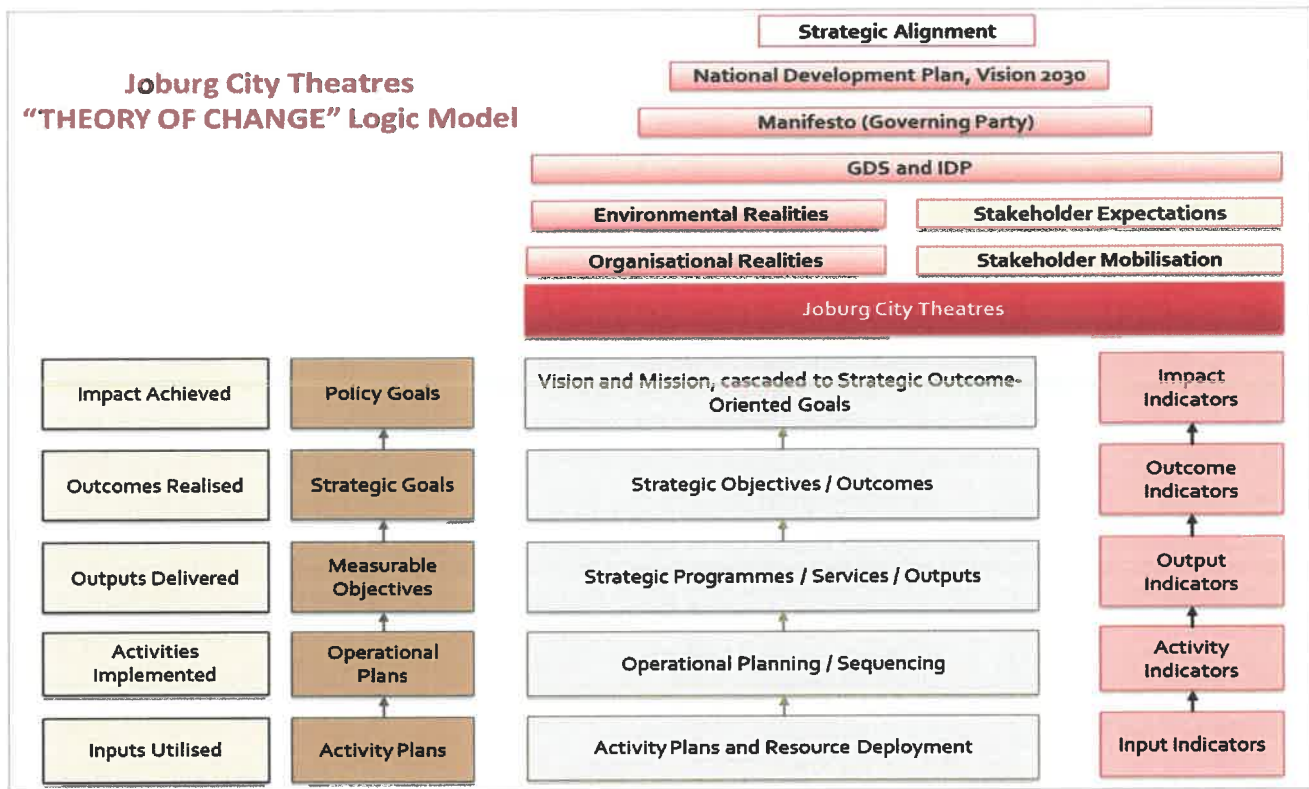 Strategic Alignment
Joburg City Theatres
"THEORY OF CHANGE" Logic Model
National Development Plan, Vision 2030
Manifesto (Governing Party)
GDS and IDP
Environmental Realities
Stakeholder Expectations
Organisational Realities
Stakeholder Mobilisation
Joburg City Theatres
Impact Achieved
Policy Goals
Vision and Mission, cascaded to Strategic Outcome-
Oriented Goals
Impact
Indicators
Outcomes Realised
Strategic Goals
Strategic Objectives / Outcomes
Outcome
Indicators
Outputs Delivered
Measurable
Objectives
Strategic Programmes / Services / Outputs
Output
Indicators
Activities
Implemented
Operational
Plans
Operational Planning / Sequencing
Activity
Indicators
Inputs Utilised
Activity Plans
Activity Plans and Resource Deployment
Input Indicators